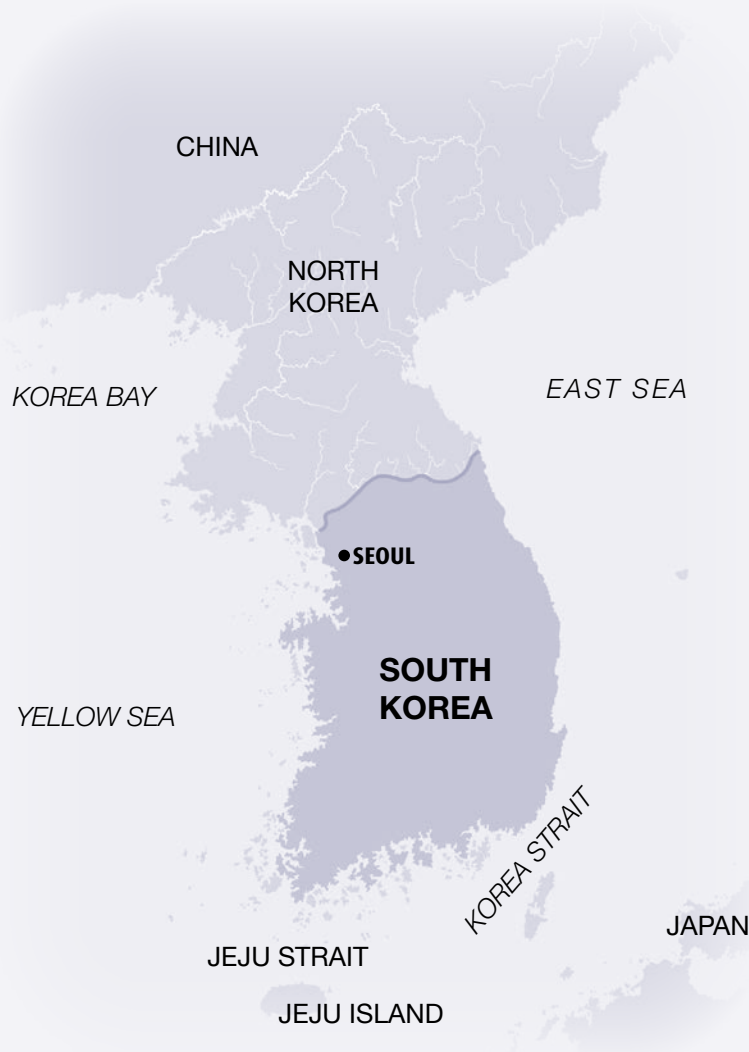 CHINA
NORTH
KOREA
KOREA BAY
EAST SEA
SEOUL
SOUTH
KOREA
YELLOW SEA
KOREA STRAIT
JAPAN
JEJU STRAIT
JEJU ISLAND